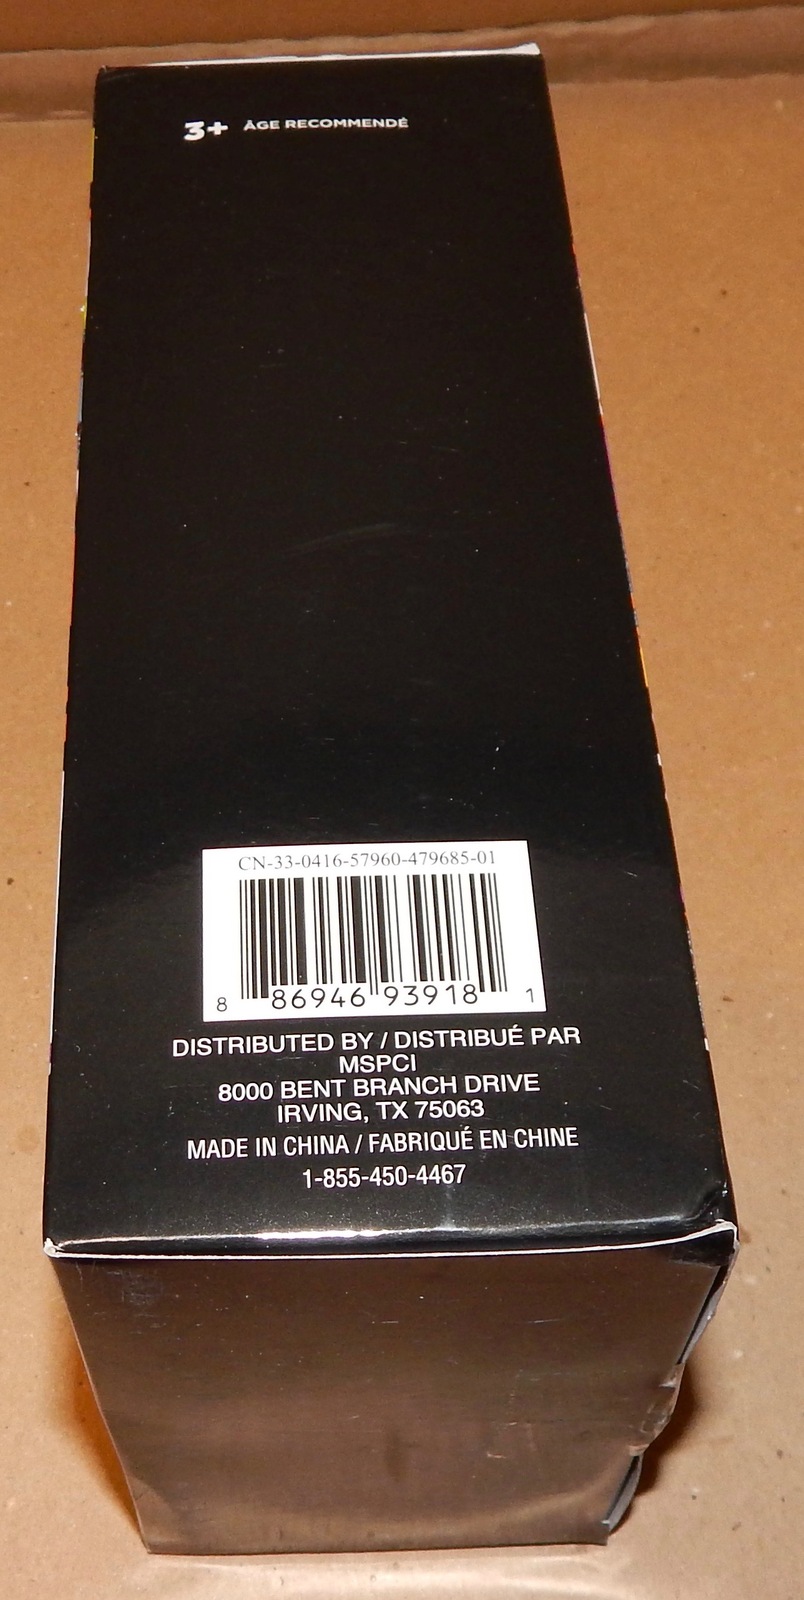 3+ ÂGE RECOMMENDÉ
CN-33-0416-57960-479685-01
8 86946 93918 1
DISTRIBUTED BY / DISTRIBUÉ PAR
MSPCI
8000 BENT BRANCH DRIVE
IRVING, TX 75063
MADE IN CHINA / FABRIQUÉ EN CHINE
1-855-450-4467